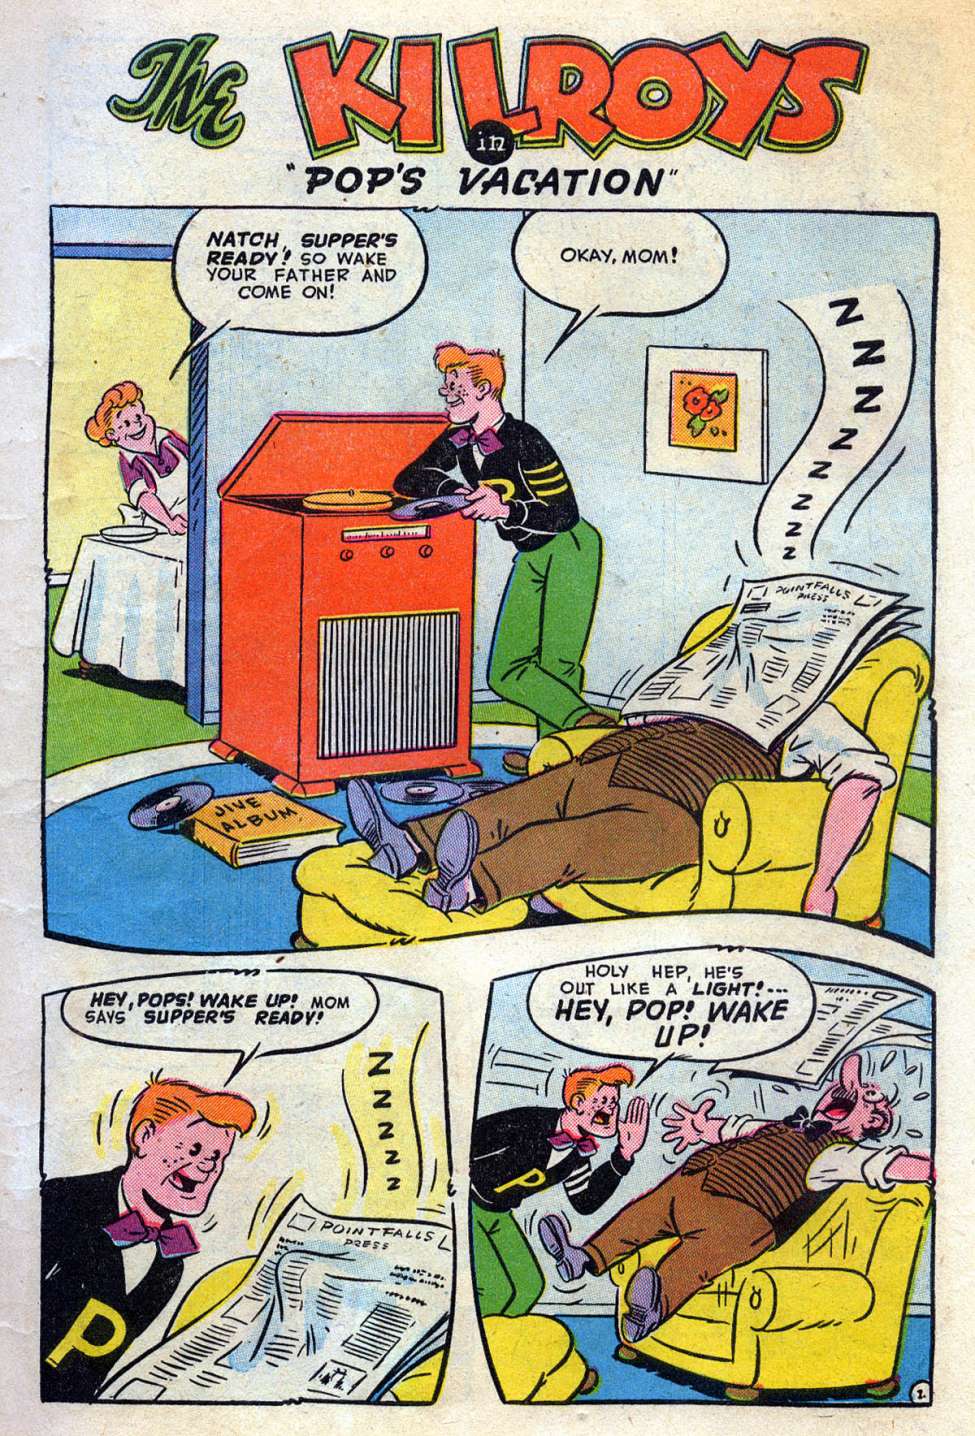 The KILROYS
in
"POP'S VACATION"
NATCH, SUPPER'S
READY! SO WAKE
YOUR FATHER AND
COME ON!
OKAY, MOM!
Z
Z
Z
Z
Z
Z
Z
Z
POINTFALLS
PRESS
P
JIVE
ALBUM
HEY, POPS! WAKE UP! MOM
SAYS SUPPER'S READY!
Z
Z
Z
Z
Z
POINTFALLS
PRESS
P
HOLY HEP, HE'S
OUT LIKE A LIGHT!...
HEY, POP! WAKE
UP!
P